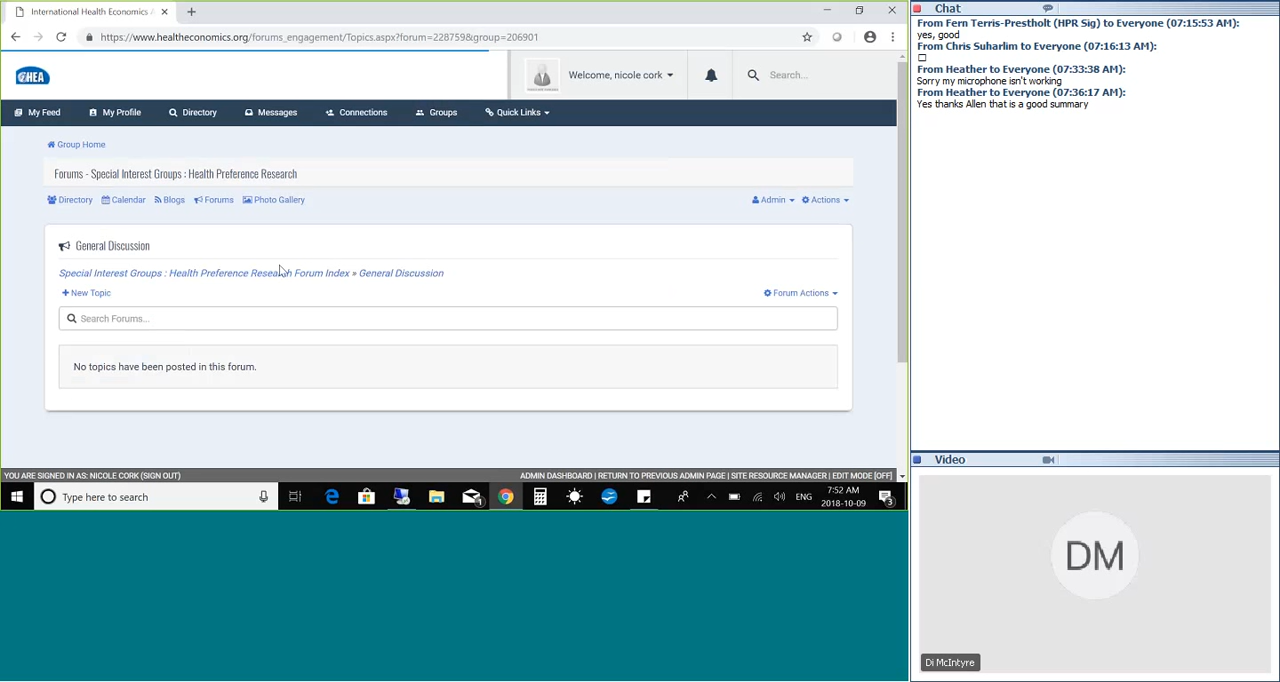 International Health Economics A
https://www.healtheconomics.org/forums_engagement/Topics.aspx?forum=228759&group=206901
iHEA
Welcome, nicole cork
Search...
My Feed My Profile Directory Messages Connections Groups Quick Links
Group Home
Forums - Special Interest Groups : Health Preference Research
Directory Calendar Blogs Forums Photo Gallery Admin Actions
General Discussion
Special Interest Groups : Health Preference Research Forum Index » General Discussion
New Topic Forum Actions
Search Forums...
No topics have been posted in this forum.
YOU ARE SIGNED IN AS: NICOLE CORK (SIGN OUT) ADMIN DASHBOARD | RETURN TO PREVIOUS ADMIN PAGE | SITE RESOURCE MANAGER | EDIT MODE [OFF]
Type here to search
1
ENG
7:52 AM
2018-10-09
3
Chat
From Fern Terris-Prestholt (HPR Sig) to Everyone (07:15:53 AM):
yes, good
From Chris Suharlim to Everyone (07:16:13 AM):
From Heather to Everyone (07:33:38 AM):
Sorry my microphone isn't working
From Heather to Everyone (07:36:17 AM):
Yes thanks Allen that is a good summary
Video
DM
Di McIntyre